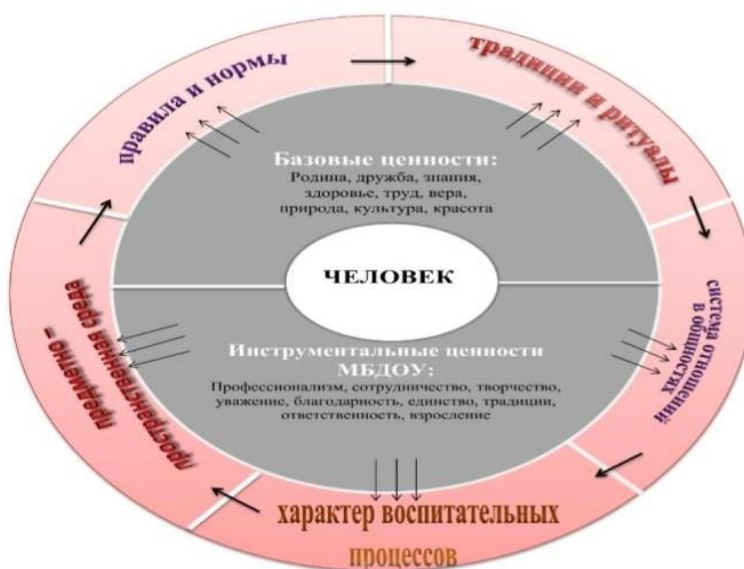 правила и нормы
традиции и ритуалы
Базовые ценности:
Родина, дружба, знания,
здоровье, труд, вера,
природа, культура, красота
ЧЕЛОВЕК
Инструментальные ценности
МБДОУ:
Профессионализм, сотрудничество, творчество,
уважение, благодарность, единство, традиции,
ответственность, взросление
система отношений
в общностях
предметно –
пространственная среда
характер воспитательных
процессов